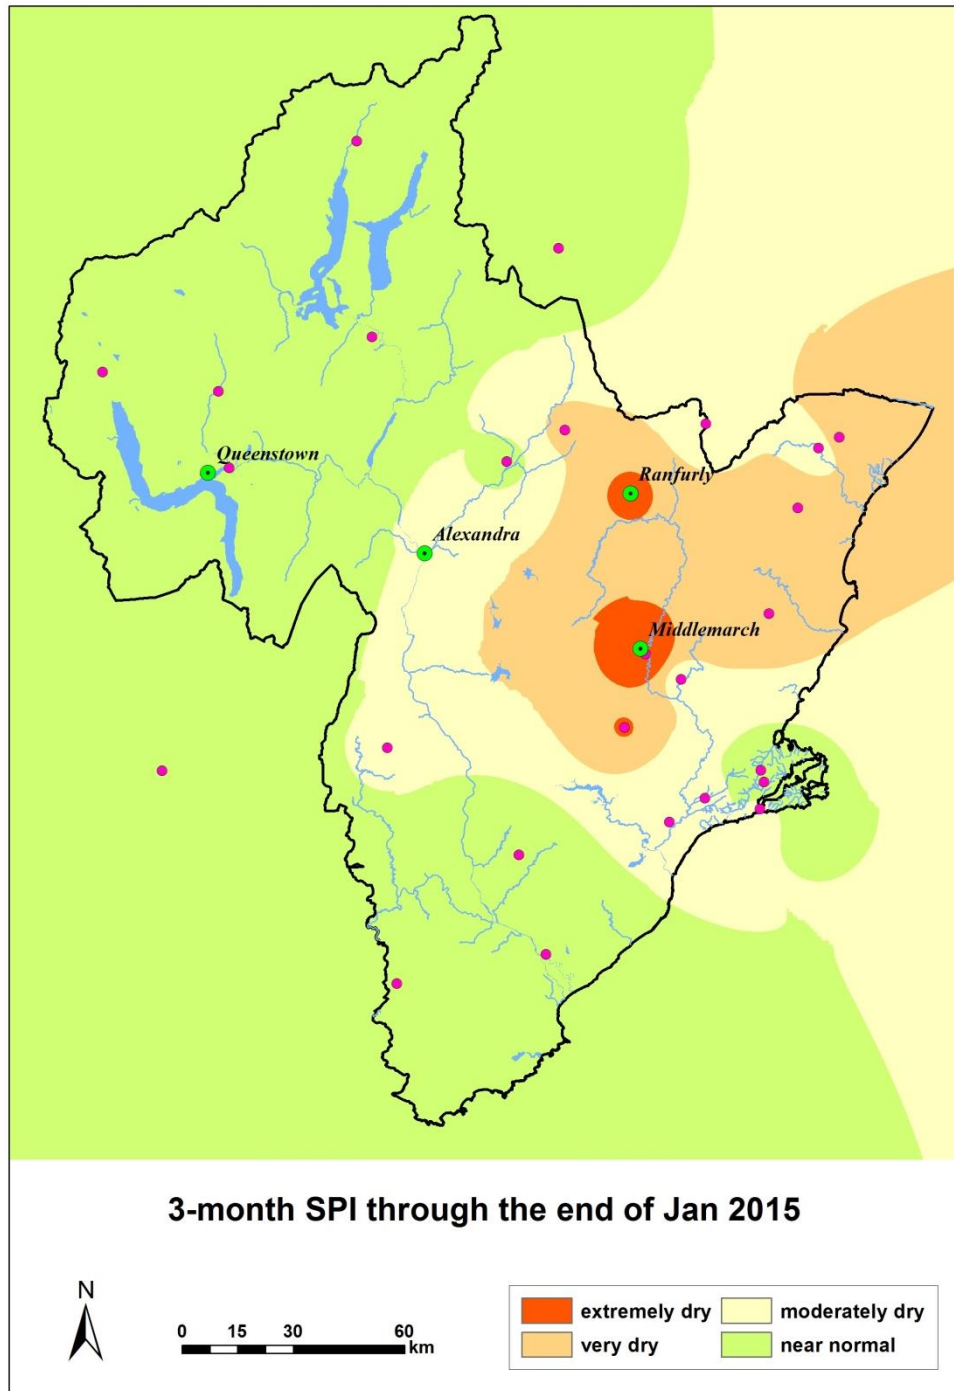 Queenstown
Ranfurly
Alexandra
Middlemarch
3-month SPI through the end of Jan 2015
N
0 15 30 60
km
extremely dry
moderately dry
very dry
near normal